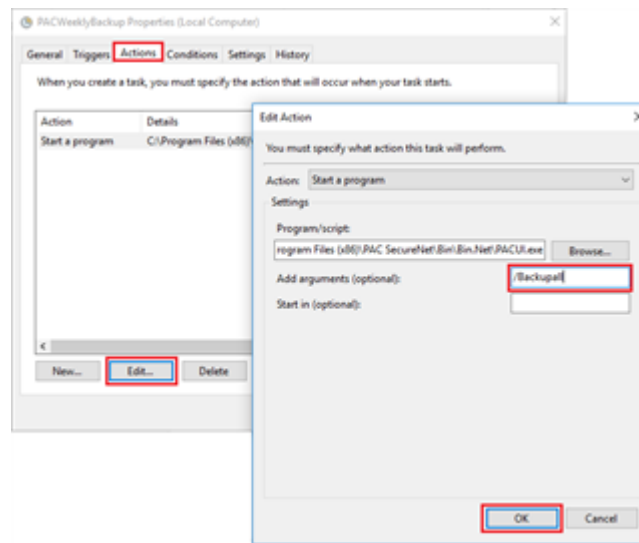 PACWeeklyBackup Properties (Local Computer)
General Triggers Actions Conditions Settings History
When you create a task, you must specify the action that will occur when your task starts.
Action Details
Start a program C:\Program Files (x86)\
New... Edit... Delete
Edit Action
You must specify what action this task will perform.
Action: Start a program
Settings
Program/script:
rogram Files (x86)\PAC SecureNet\Bin\Bin.Net\PACUI.exe Browse...
Add arguments (optional): /Backupall
Start in (optional):
OK Cancel